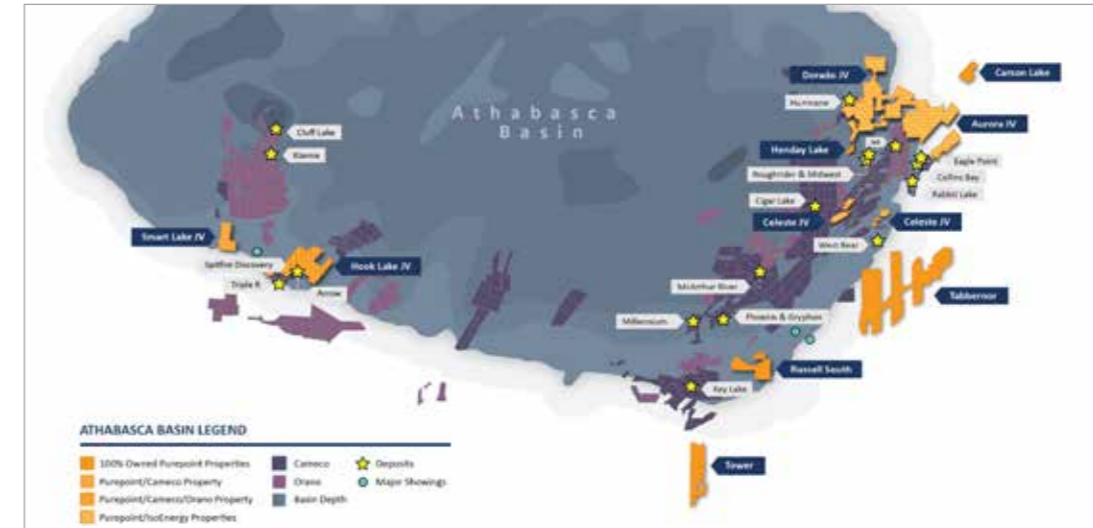 Athabasca
Basin
Dorado JV
Carson Lake
Hurricane
Aurora JV
Cluff Lake
Kianna
Henday Lake
Eagle Point
Roughrider & Midwest
Collins Bay
Rabbit Lake
Cigar Lake
Celeste JV
Celeste JV
Smart Lake JV
West Bear
Spitfire Discovery
Hook Lake JV
Triple R
Arrow
McArthur River
Tabbernor
Millennium
Phoenix & Gryphon
Russell South
Key Lake
ATHABASCA BASIN LEGEND
100% Owned Purepoint Properties
Cameco
Deposits
Purepoint/Cameco Property
Orano
Major Showings
Purepoint/Cameco/Orano Property
Basin Depth
Purepoint/IsoEnergy Properties
Tower